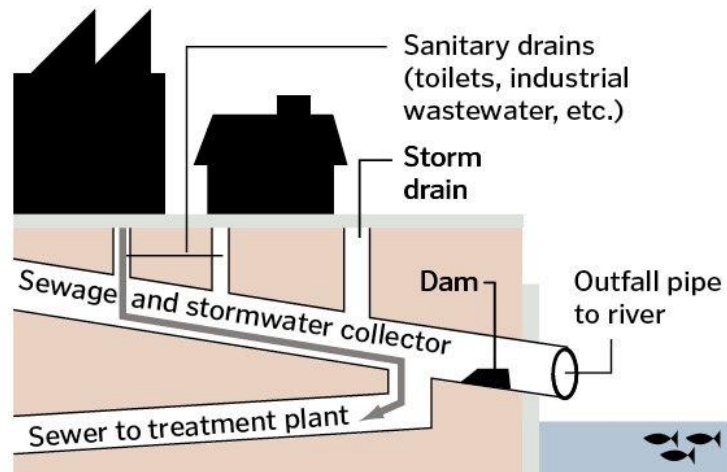 Sanitary drains
(toilets, industrial
wastewater, etc.)
Storm
drain
Dam
Outfall pipe
to river
Sewage and stormwater collector
Sewer to treatment plant